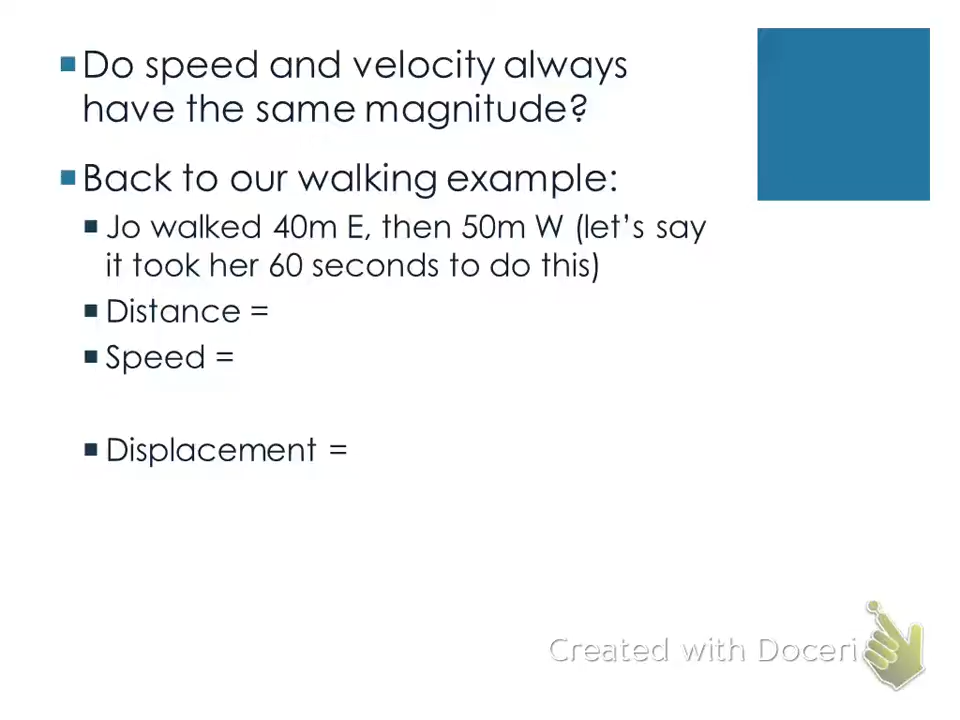 Do speed and velocity always
have the same magnitude?
Back to our walking example:
Jo walked 40m E, then 50m W (let's say
it took her 60 seconds to do this)
Distance =
Speed =
Displacement =
Created with Doceri